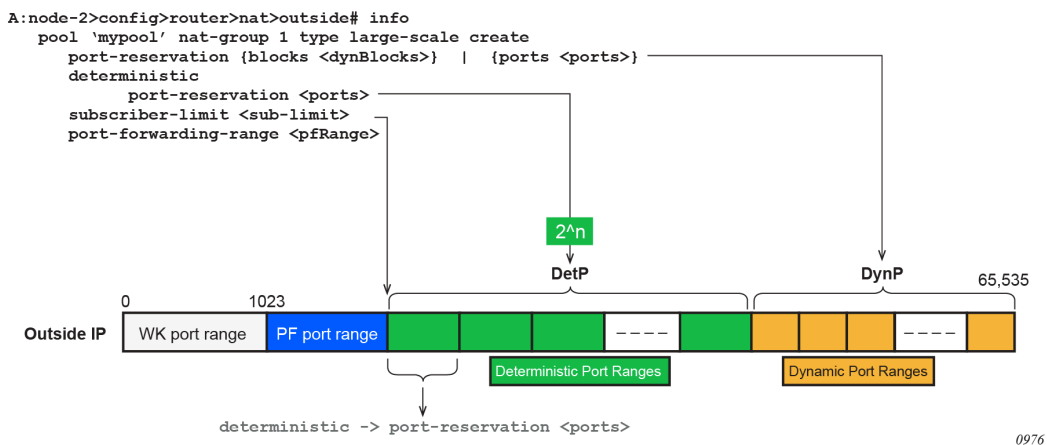 A:node-2>config>router>nat>outside# info
pool ‘mypool’ nat-group 1 type large-scale create
port-reservation {blocks <dynBlocks>} | {ports <ports>}
deterministic
port-reservation <ports>
subscriber-limit <sub-limit>
port-forwarding-range <pfRange>
2^n
DetP
DynP
0
1023
65,535
Outside IP
WK port range
PF port range
Deterministic Port Ranges
Dynamic Port Ranges
deterministic -> port-reservation <ports>
0976